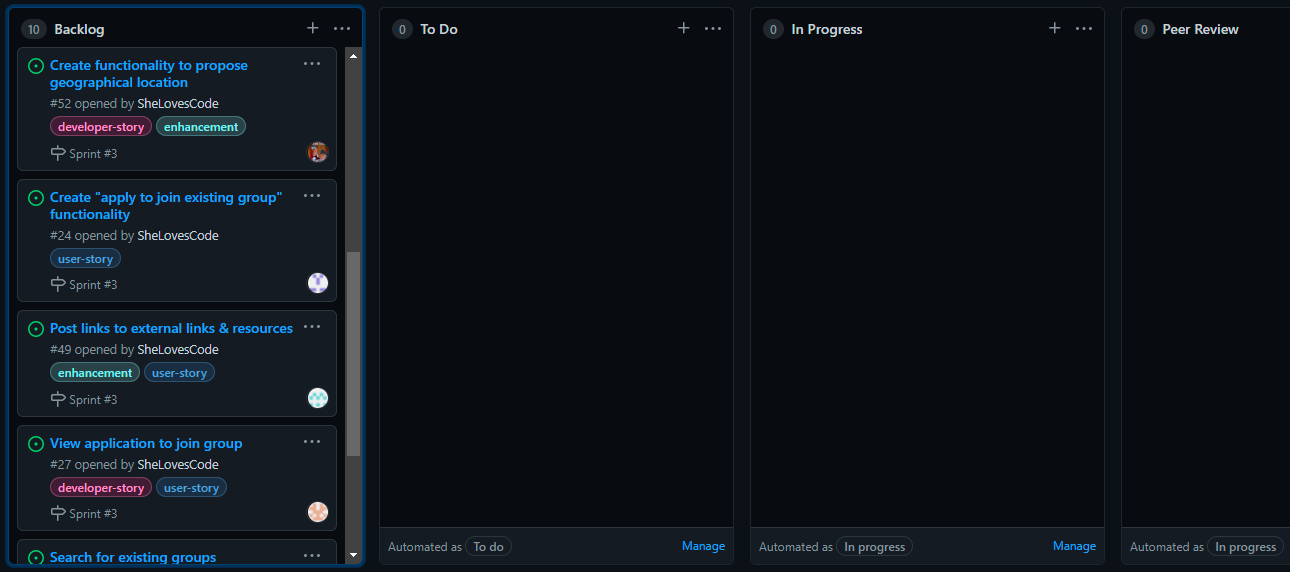 10 Backlog
Create functionality to propose
geographical location
#52 opened by SheLovesCode
developer-story enhancement
Sprint #3
Create "apply to join existing group"
functionality
#24 opened by SheLovesCode
user-story
Sprint #3
Post links to external links & resources
#49 opened by SheLovesCode
enhancement user-story
Sprint #3
View application to join group
#27 opened by SheLovesCode
developer-story user-story
Sprint #3
Search for existing groups
0 To Do
Automated as To do Manage
0 In Progress
Automated as In progress Manage
0 Peer Review
Automated as In progress